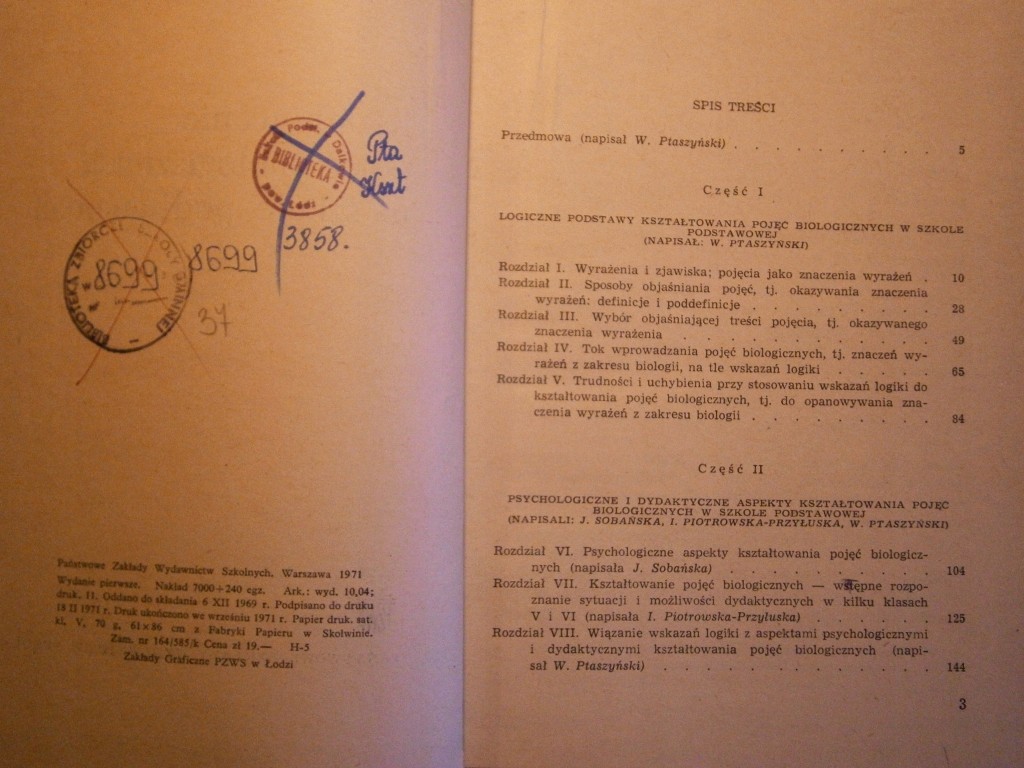 Podst.
BIBLIOTEKA
Pta
Kszt
3858.
BIBLIOTEKA
GMINNEJ
8699
8699
37
Państwowe Zakłady Wydawnictw Szkolnych, Warszawa 1971
Wydanie pierwsze. Nakład 7000+240 egz. Ark.: wyd. 10,04;
druk. 11. Oddano do składania 6 XII 1969 r. Podpisano do druku
18 II 1971 r. Druk ukończono we wrześniu 1971 r. Papier druk. sat.
kl. V, 70 g. 61×86 cm z Fabryki Papieru w Skolwinie.
Zam. nr 164/585/k Cena zł 19.— H-5
Zakłady Graficzne PZWS w Łodzi
SPIS TREŚCI
Przedmowa (napisał W. Ptaszyński) . . . . . . . . . . 5
Część I
LOGICZNE PODSTAWY KSZTAŁTOWANIA POJĘĆ BIOLOGICZNYCH W SZKOLE
PODSTAWOWEJ
(NAPISAŁ: W. PTASZYŃSKI)
Rozdział I. Wyrażenia i zjawiska; pojęcia jako znaczenia wyrażeń . 10
Rozdział II. Sposoby objaśniania pojęć, tj. okazywania znaczenia
wyrażeń: definicje i poddefinicje . . . . . . . . . 28
Rozdział III. Wybór objaśniającej treści pojęcia, tj. okazywanego
znaczenia wyrażenia . . . . . . . . . . . . 49
Rozdział IV. Tok wprowadzania pojęć biologicznych, tj. znaczeń wy-
rażeń z zakresu biologii, na tle wskazań logiki . . . . . 65
Rozdział V. Trudności i uchybienia przy stosowaniu wskazań logiki do
kształtowania pojęć biologicznych, tj. do opanowywania zna-
czenia wyrażeń z zakresu biologii . . . . . . . . . 84
Część II
PSYCHOLOGICZNE I DYDAKTYCZNE ASPEKTY KSZTAŁTOWANIA POJĘĆ
BIOLOGICZNYCH W SZKOLE PODSTAWOWEJ
(NAPISALI: J. SOBAŃSKA, I. PIOTROWSKA-PRZYŁUSKA, W. PTASZYŃSKI)
Rozdział VI. Psychologiczne aspekty kształtowania pojęć biologicz-
nych (napisała J. Sobańska) . . . . . . . . . . 104
Rozdział VII. Kształtowanie pojęć biologicznych — wstępne rozpo-
znanie sytuacji i możliwości dydaktycznych w kilku klasach
V i VI (napisała I. Piotrowska-Przyłuska) . . . . . . 125
Rozdział VIII. Wiązanie wskazań logiki z aspektami psychologicznymi
i dydaktycznymi kształtowania pojęć biologicznych (napi-
sał W. Ptaszyński) . . . . . . . . . . . . . 144
3